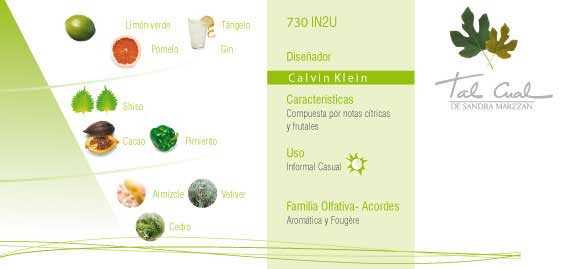 Limón verde
Tángelo
Pomelo
Gin
Shiso
Cacao
Pimiento
Almizcle
Vetiver
Cedro
730 IN2U
Diseñador
Calvin Klein
Características
Compuesta por notas cítricas
y frutales
Uso
Informal Casual
Familia Olfativa- Acordes
Aromática y Fougère
Tal Cual
DE SANDRA MARZZAN